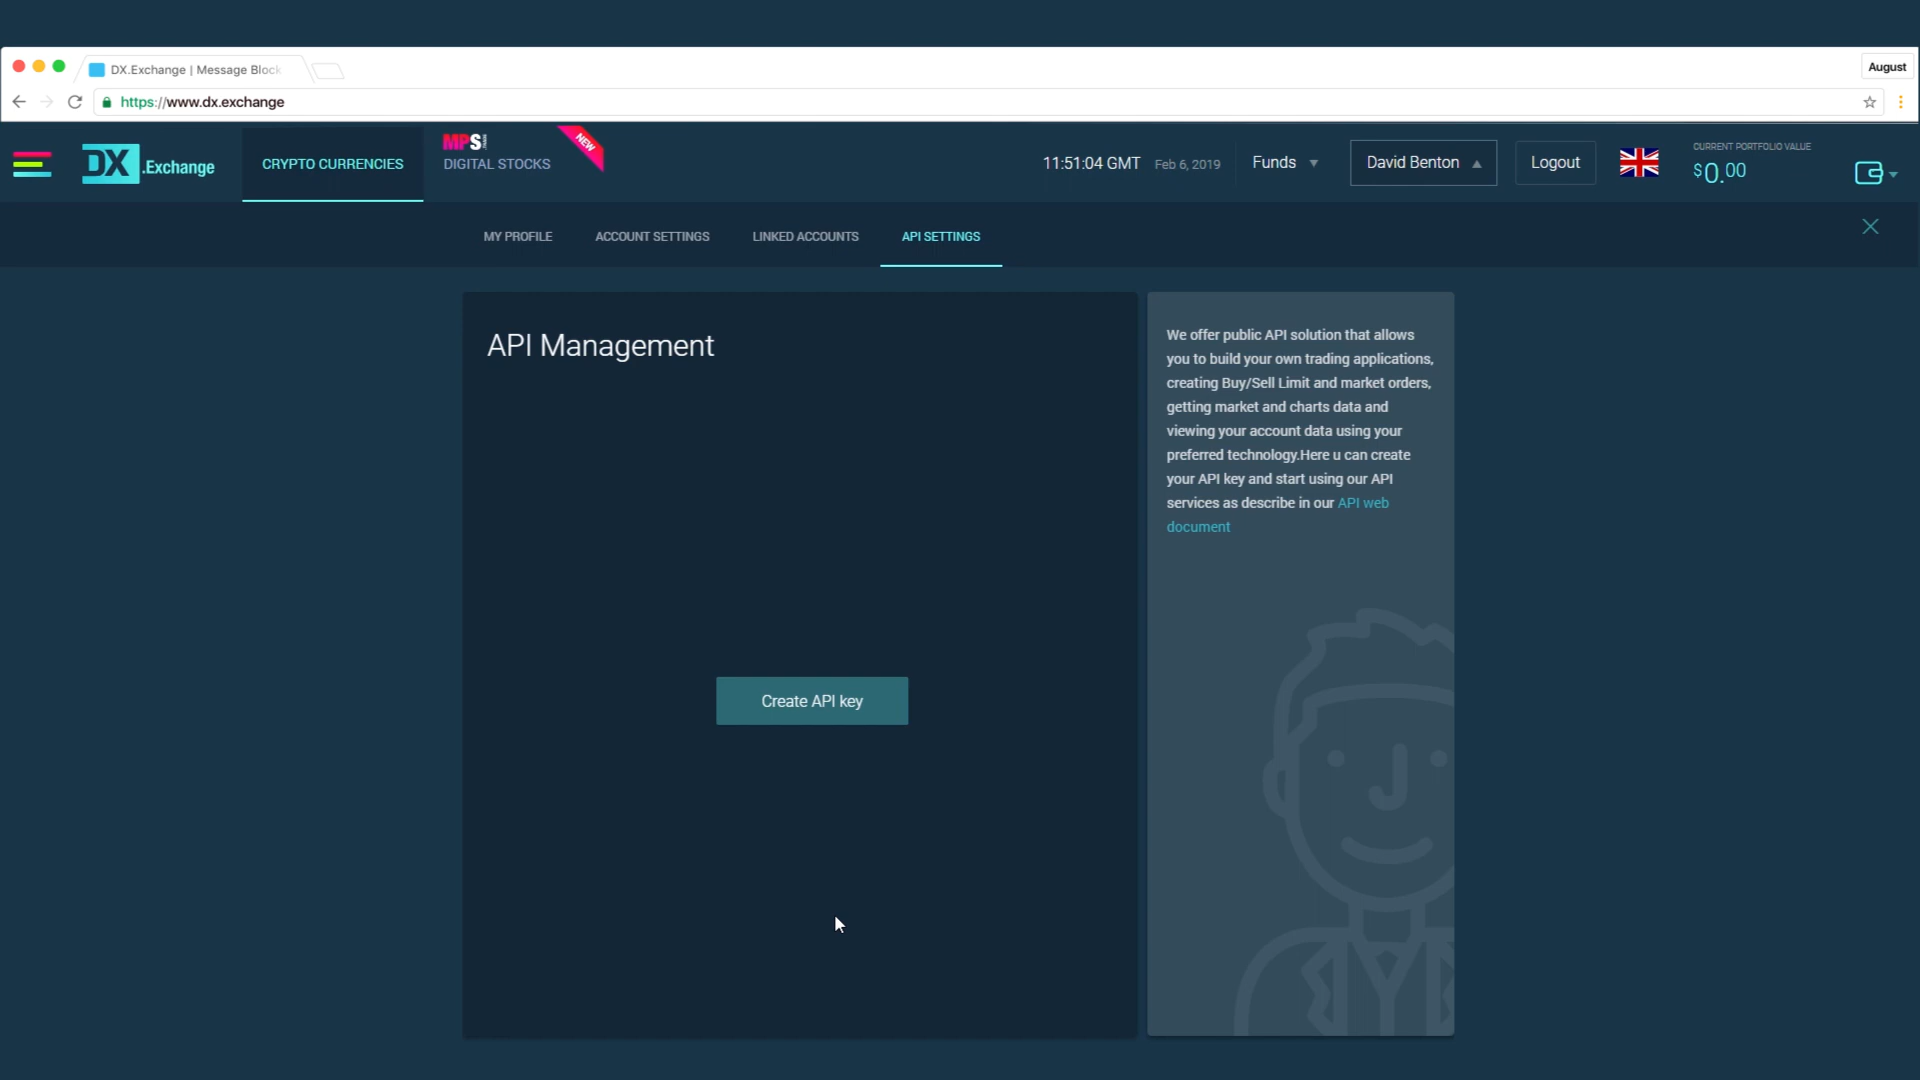 DX.Exchange | Message Block
August
https://www.dx.exchange
DX.Exchange
CRYPTO CURRENCIES
MPS
DIGITAL STOCKS
NEW
11:51:04 GMT Feb 6, 2019
Funds
David Benton
Logout
CURRENT PORTFOLIO VALUE
$0.00
MY PROFILE
ACCOUNT SETTINGS
LINKED ACCOUNTS
API SETTINGS
API Management
Create API key
We offer public API solution that allows
you to build your own trading applications,
creating Buy/Sell Limit and market orders,
getting market and charts data and
viewing your account data using your
preferred technology.Here u can create
your API key and start using our API
services as describe in our API web
document